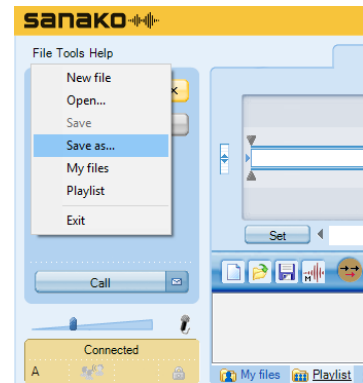 sanako
File Tools Help
New file
Open...
Save
Save as...
My files
Playlist
Exit
Set
Call
Connected
A
My files Playlist